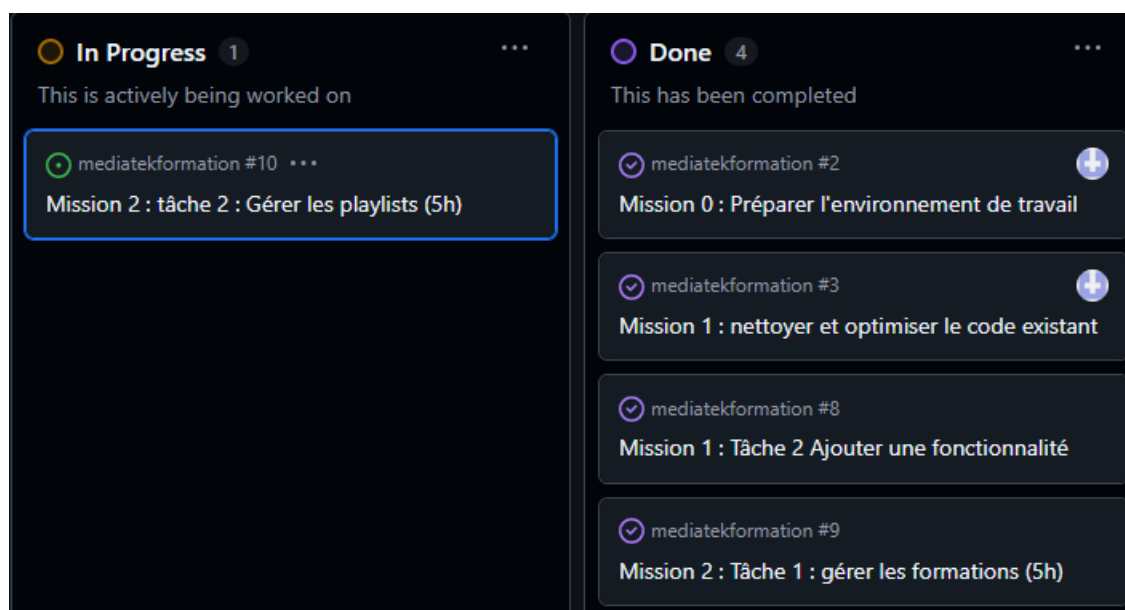 In Progress 1
This is actively being worked on
mediatekformation #10
Mission 2 : tâche 2 : Gérer les playlists (5h)
Done 4
This has been completed
mediatekformation #2
Mission 0 : Préparer l'environnement de travail
mediatekformation #3
Mission 1 : nettoyer et optimiser le code existant
mediatekformation #8
Mission 1 : Tâche 2 Ajouter une fonctionnalité
mediatekformation #9
Mission 2 : Tâche 1 : gérer les formations (5h)